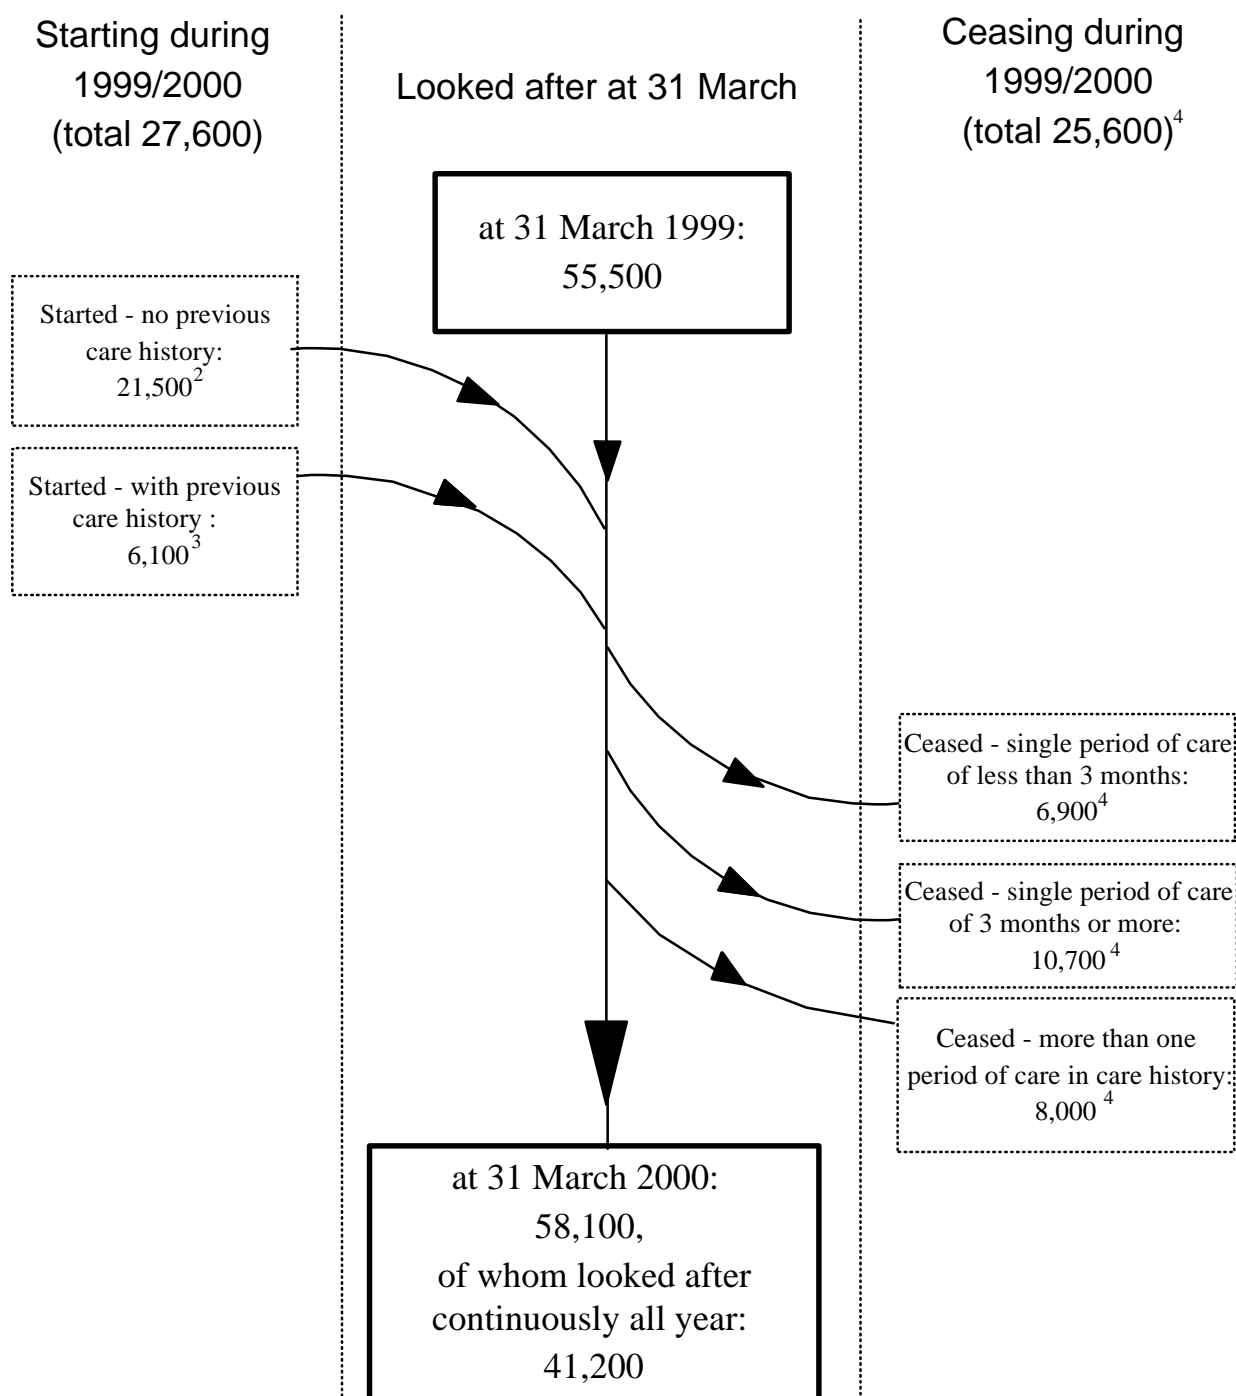 Starting during
1999/2000
(total 27,600)
Looked after at 31 March
Ceasing during
1999/2000
(total 25,600)4
at 31 March 1999:
55,500
Started - no previous
care history:
21,5002
Started - with previous
care history :
6,1003
Ceased - single period of care
of less than 3 months:
6,9004
Ceased - single period of care
of 3 months or more:
10,700 4
Ceased - more than one
period of care in care history:
8,000 4
at 31 March 2000:
58,100,
of whom looked after
continuously all year:
41,200